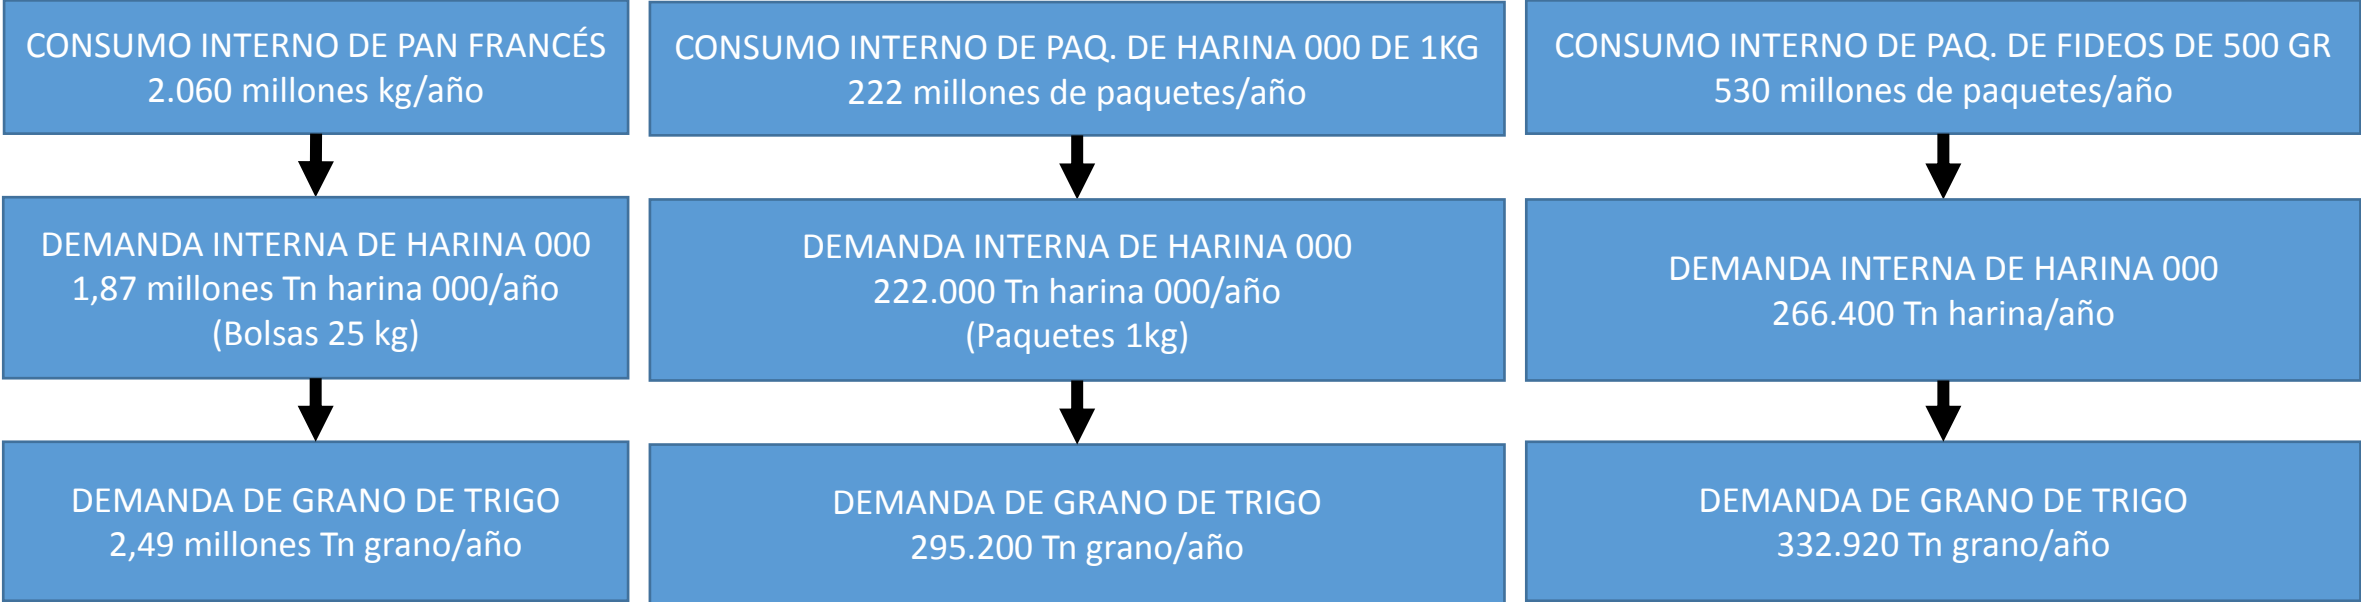 CONSUMO INTERNO DE PAN FRANCÉS
2.060 millones kg/año
DEMANDA INTERNA DE HARINA 000
1,87 millones Tn harina 000/año
(Bolsas 25 kg)
DEMANDA DE GRANO DE TRIGO
2,49 millones Tn grano/año
CONSUMO INTERNO DE PAQ. DE HARINA 000 DE 1KG
222 millones de paquetes/año
DEMANDA INTERNA DE HARINA 000
222.000 Tn harina 000/año
(Paquetes 1kg)
DEMANDA DE GRANO DE TRIGO
295.200 Tn grano/año
CONSUMO INTERNO DE PAQ. DE FIDEOS DE 500 GR
530 millones de paquetes/año
DEMANDA INTERNA DE HARINA 000
266.400 Tn harina/año
DEMANDA DE GRANO DE TRIGO
332.920 Tn grano/año